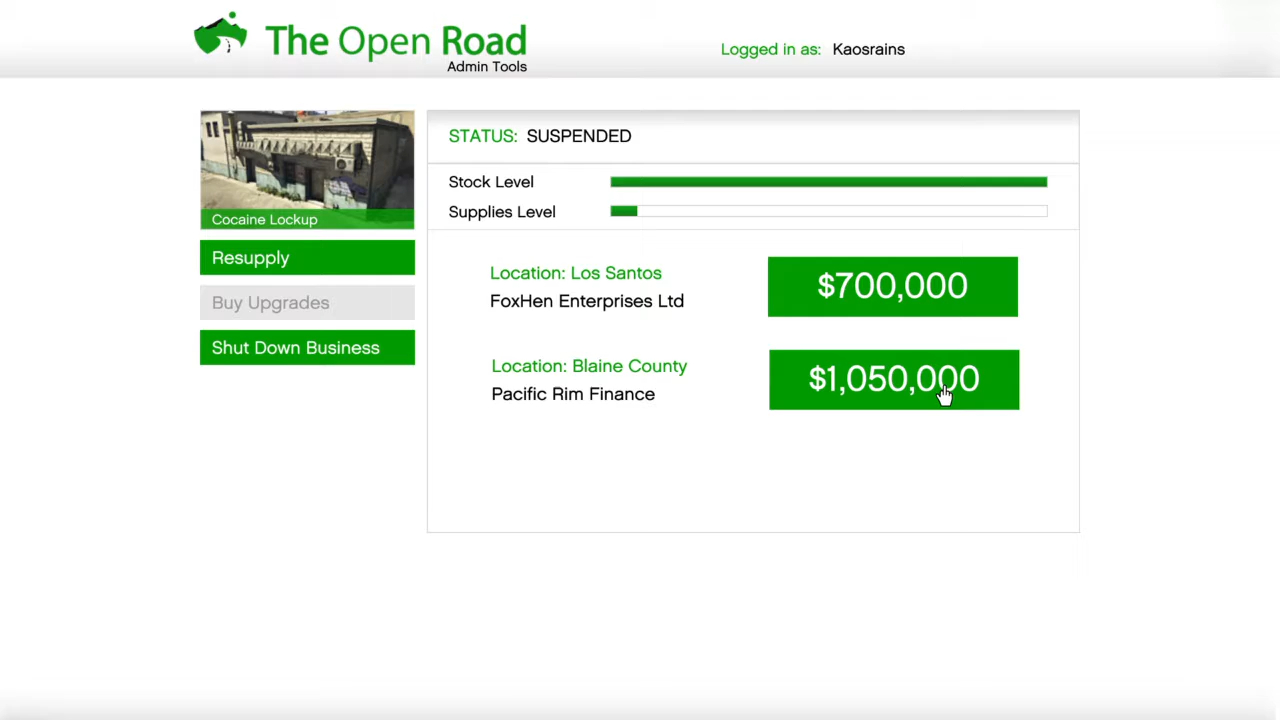 The Open Road
Admin Tools
Logged in as: Kaosrains
Cocaine Lockup
Resupply
Buy Upgrades
Shut Down Business
STATUS: SUSPENDED
Stock Level
Supplies Level
Location: Los Santos
FoxHen Enterprises Ltd
$700,000
Location: Blaine County
Pacific Rim Finance
$1,050,000